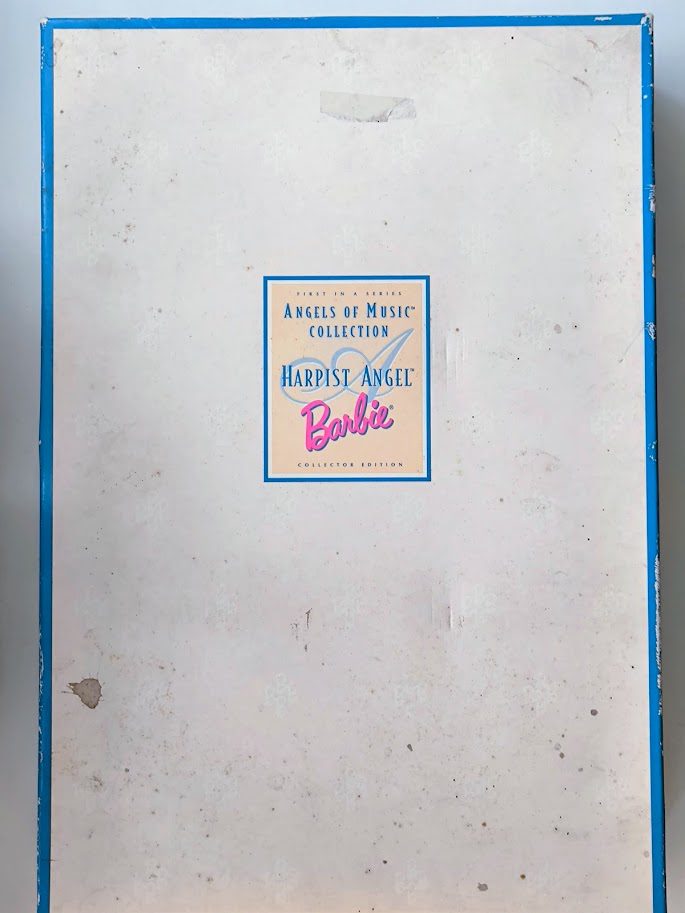 FIRST IN A SERIES
ANGELS OF MUSIC™
COLLECTION
HARPIST ANGEL™
Barbie®
COLLECTOR EDITION